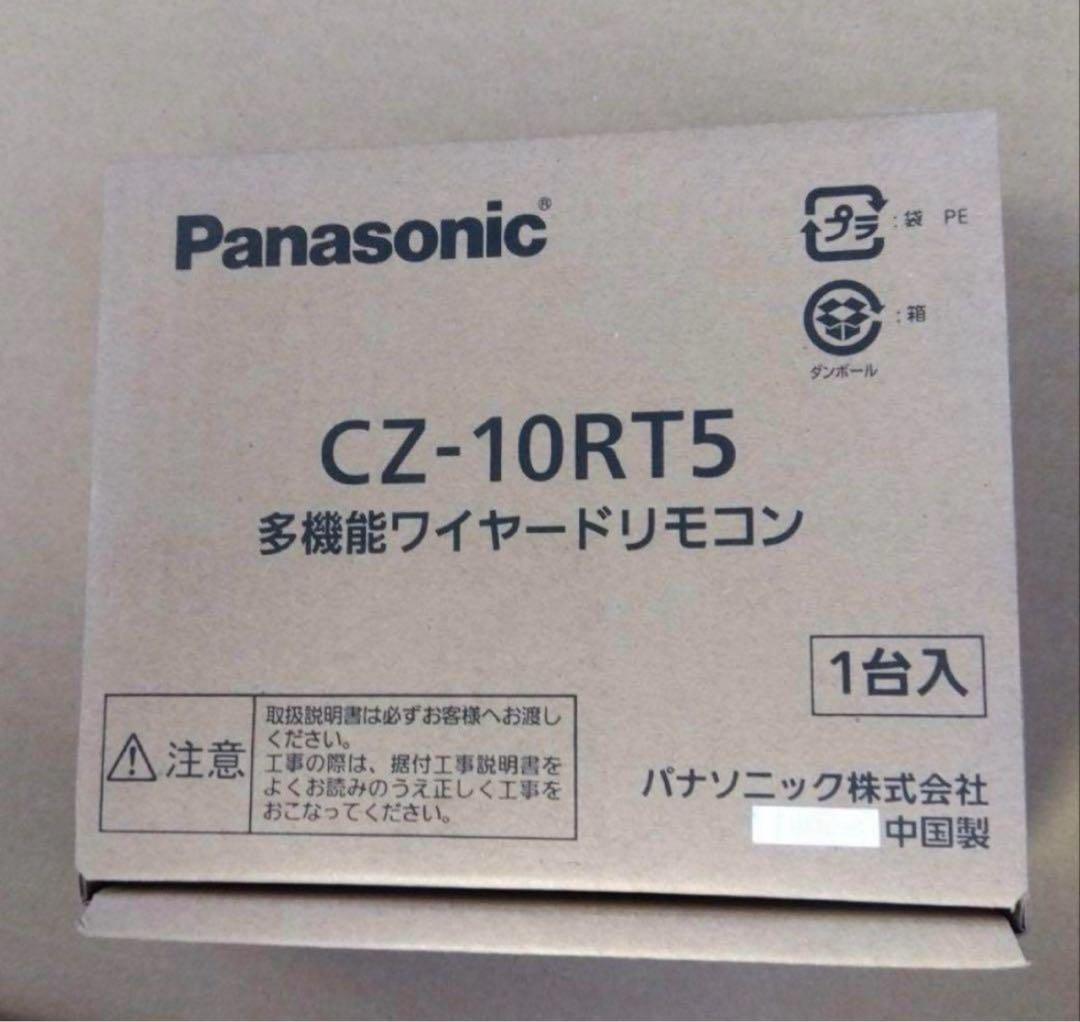 Panasonic®
プラ :袋 PE
:箱
ダンボール
CZ-10RT5
多機能ワイヤードリモコン
1台入
注意
取扱説明書は必ずお客様へお渡し
ください。
工事の際は、据付工事説明書を
よくお読みのうえ正しく工事を
おこなってください。
パナソニック株式会社
中国製